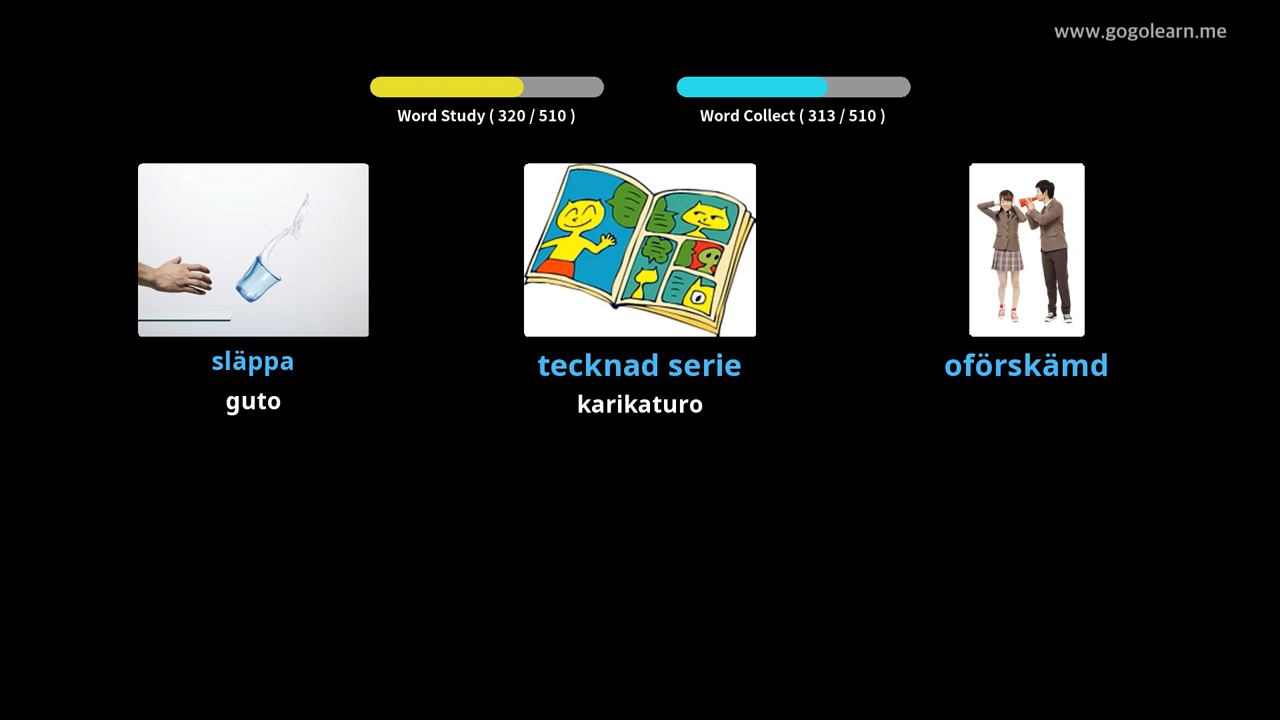 www.gogolearn.me
Word Study ( 320 / 510 )
Word Collect ( 313 / 510 )
släppa
tecknad serie
oförskämd
guto
karikaturo